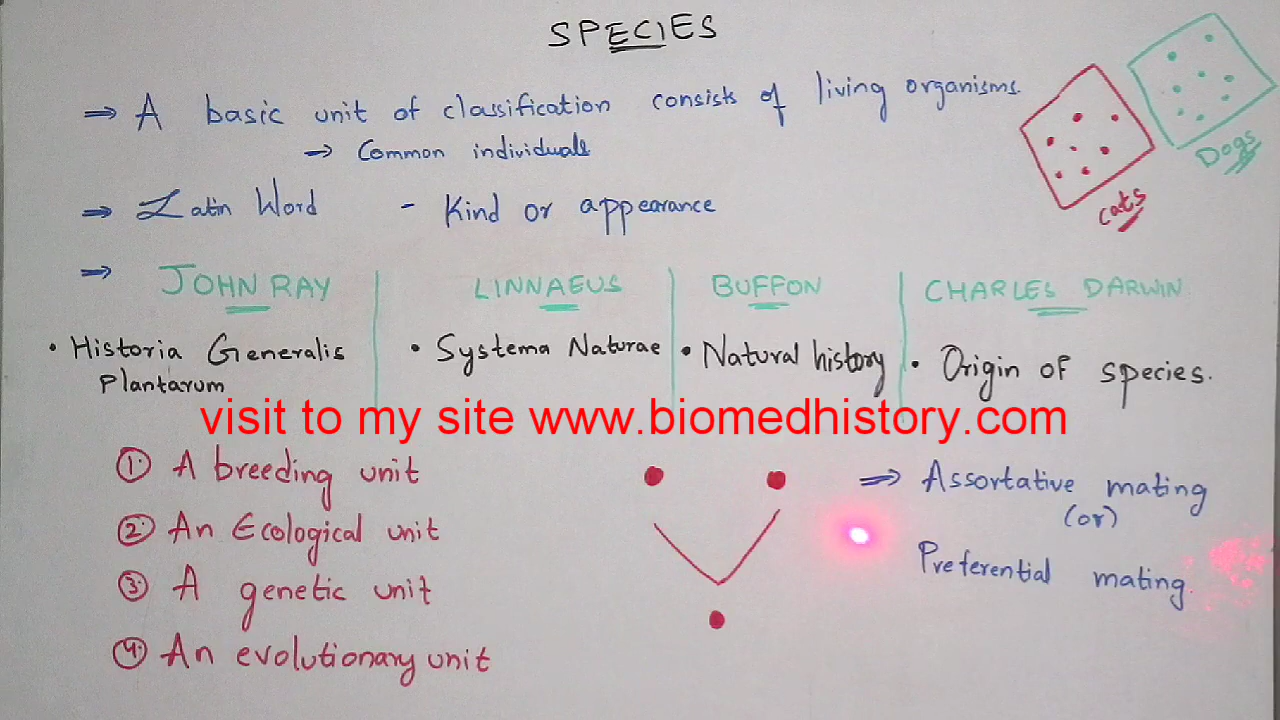 SPECIES
⇒ A basic unit of classification consists of living organisms.
→ Common individuals
Cats
Dogs
⇒ Latin Word - Kind or appearance
⇒ JOHN RAY LINNAEUS BUFFON CHARLES DARWIN
• Historia Generalis Plantarum
• Systema Naturae
• Natural history
• Origin of species.
visit to my site www.biomedhistory.com
① A breeding unit
② An Ecological unit
③ A genetic unit
④ An evolutionary unit
⇒ Assortative mating
(or)
Preferential mating.